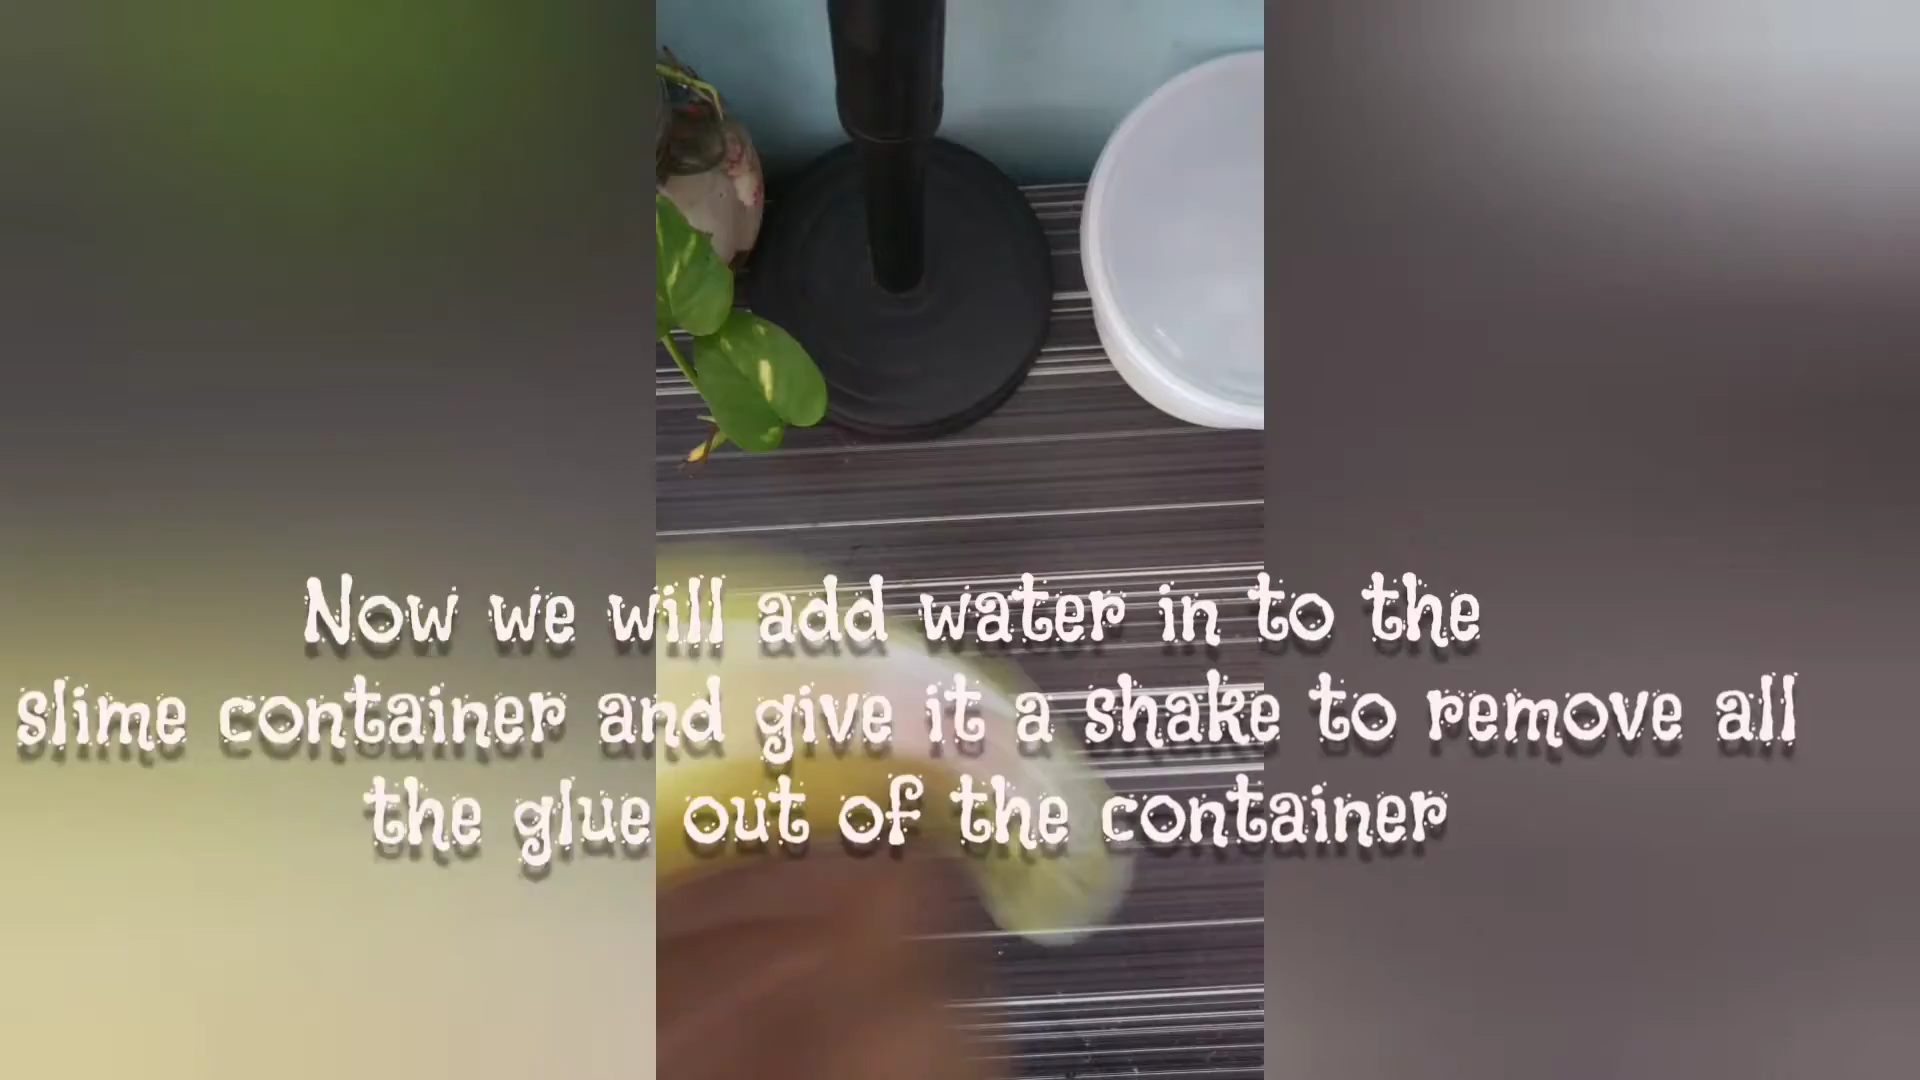 Now we will add water in to the
slime container and give it a shake to remove all
the glue out of the container